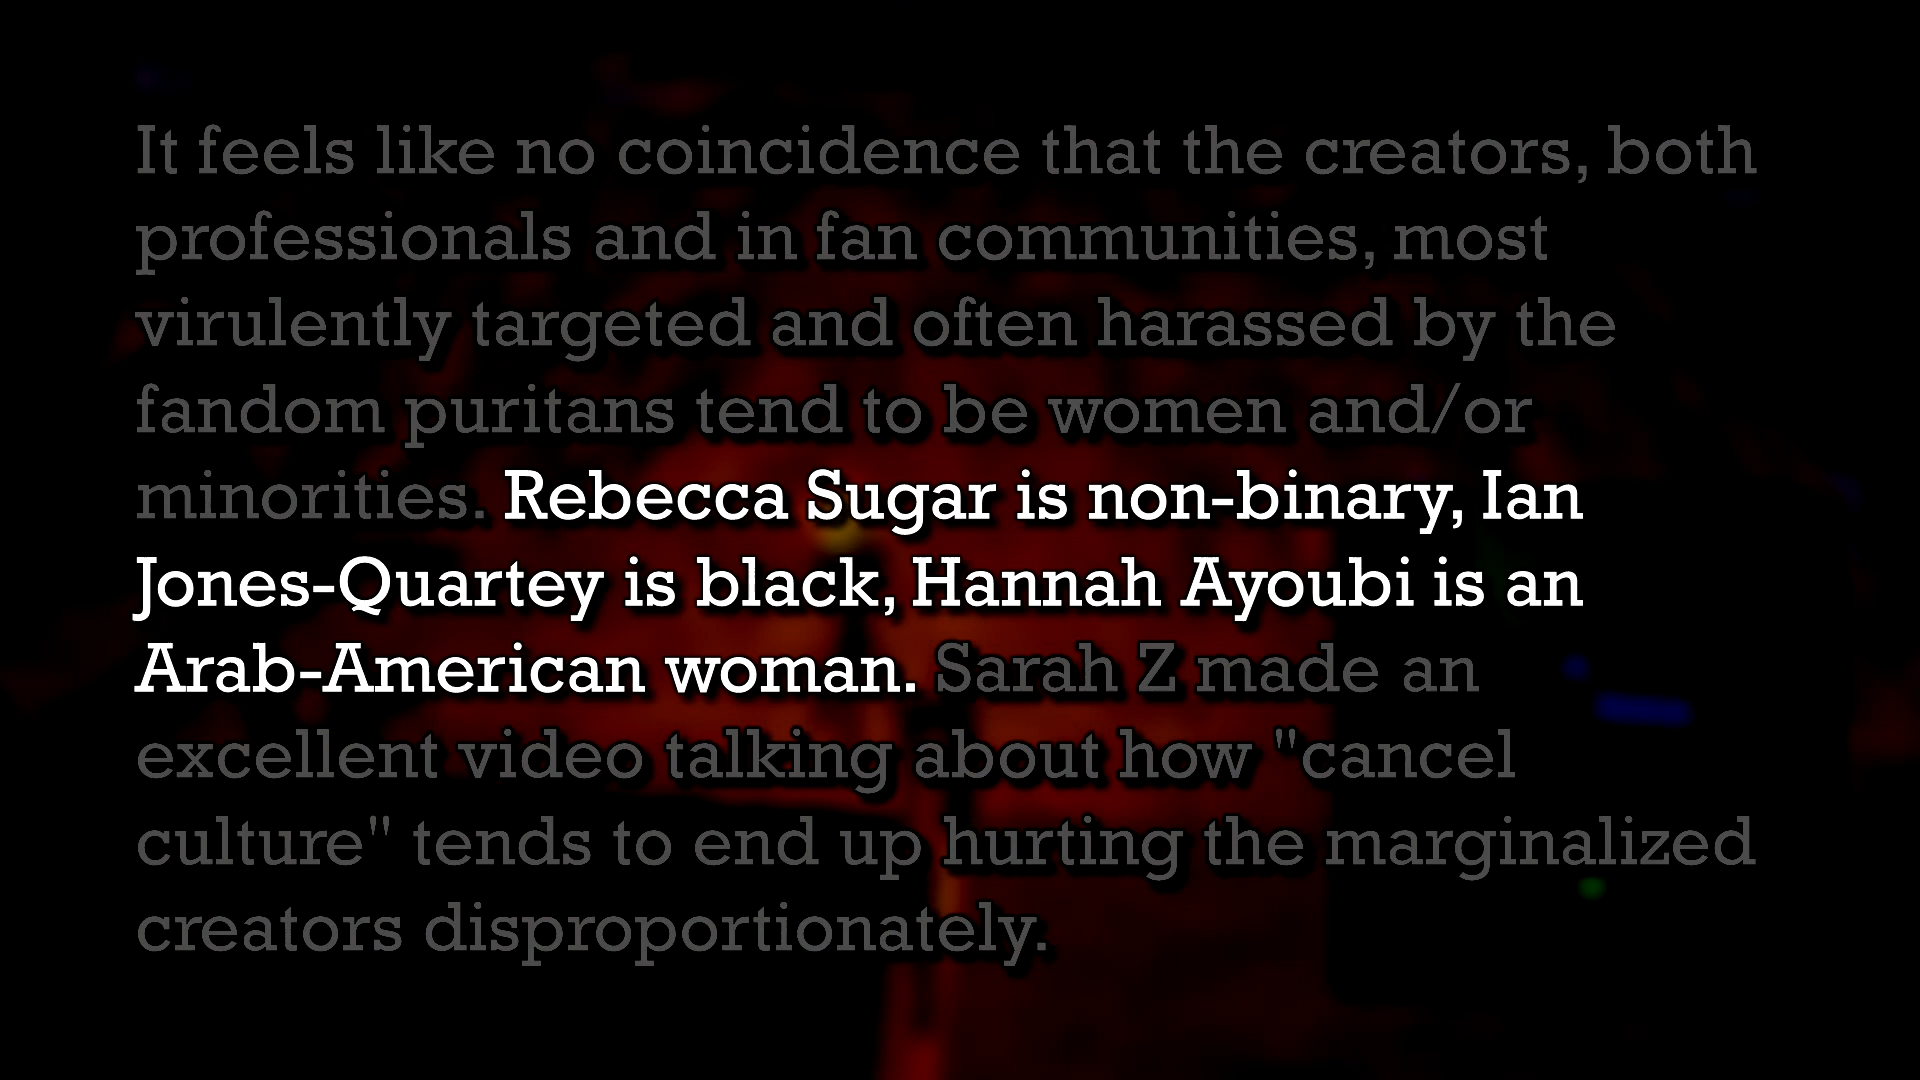 It feels like no coincidence that the creators, both
professionals and in fan communities, most
virulently targeted and often harassed by the
fandom puritans tend to be women and/or
minorities. Rebecca Sugar is non-binary, Ian
Jones-Quartey is black, Hannah Ayoubi is an
Arab-American woman. Sarah Z made an
excellent video talking about how "cancel
culture" tends to end up hurting the marginalized
creators disproportionately.